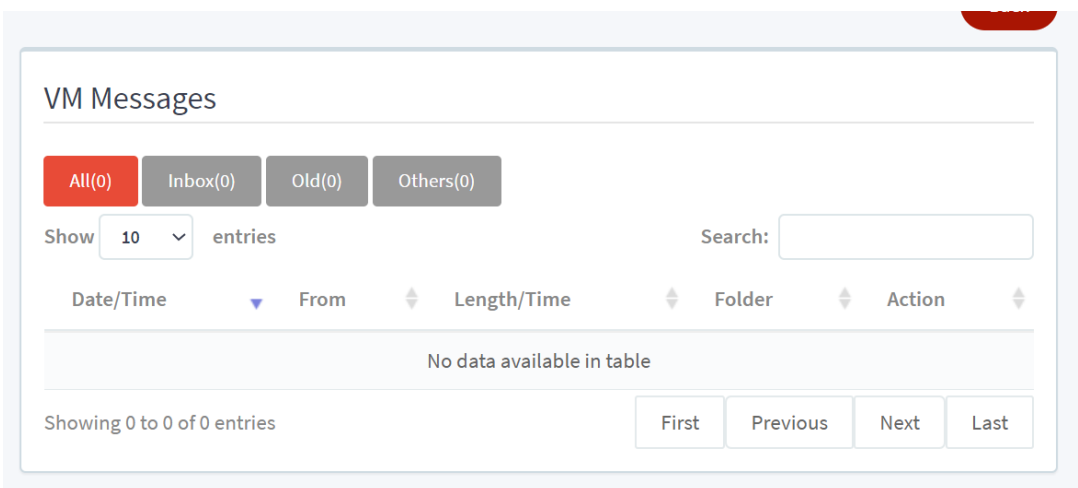 VM Messages
All(0) Inbox(0) Old(0) Others(0)
Show 10 entries Search:
Date/Time From Length/Time Folder Action
No data available in table
Showing 0 to 0 of 0 entries First Previous Next Last